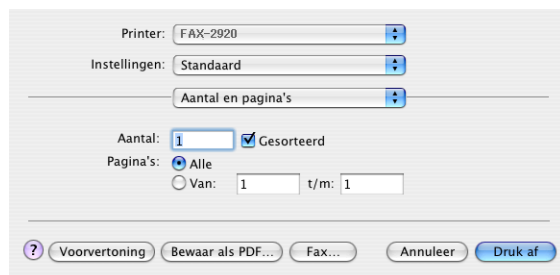 Printer: FAX-2920
Instellingen: Standaard
Aantal en pagina's
Aantal: 1 Gesorteerd
Pagina's: Alle
Van: 1 t/m: 1
? Voorvertoning Bewaar als PDF... Fax... Annuleer Druk af